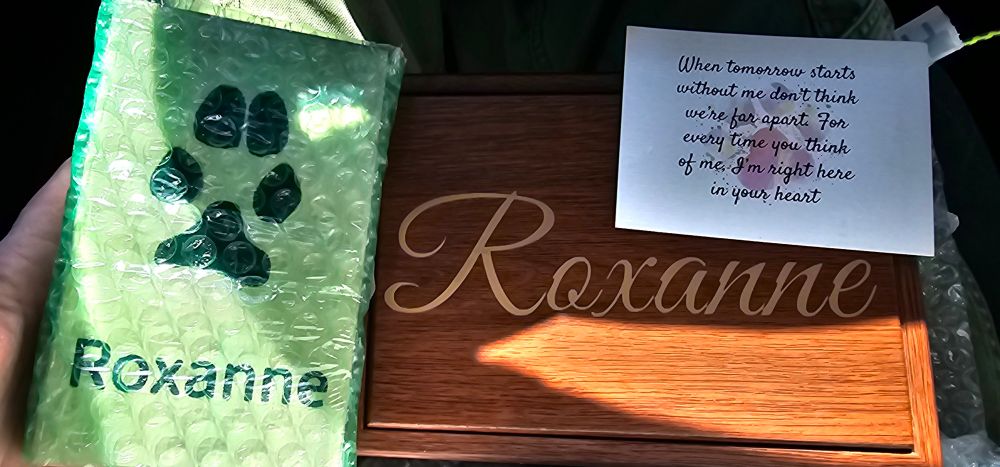 Roxanne
Roxanne
When tomorrow starts
without me don't think
we're far apart. For
every time you think
of me, I'm right here
in your heart